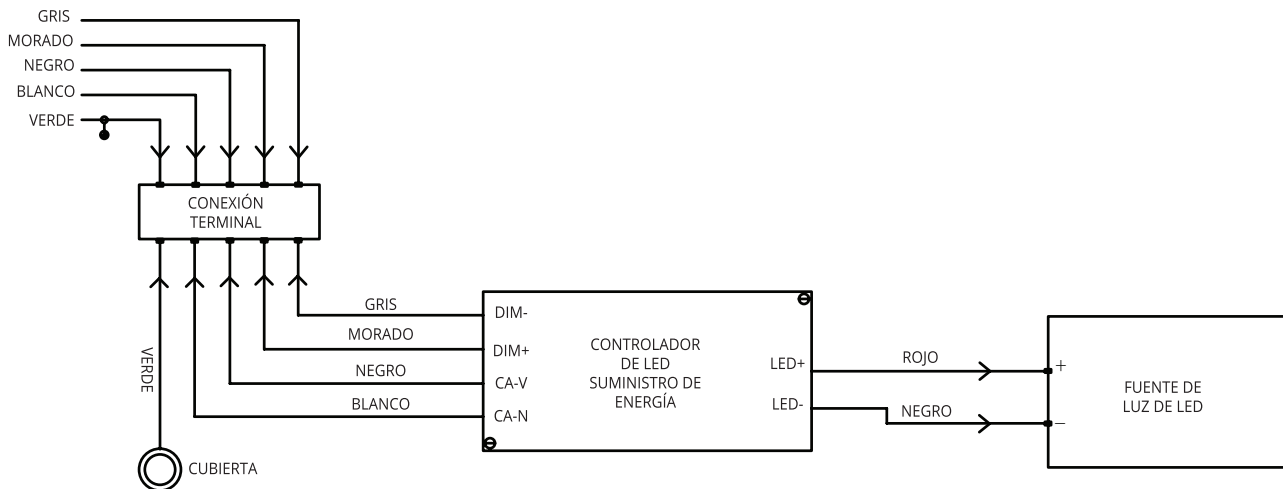 GRIS
MORADO
NEGRO
BLANCO
VERDE
CONEXIÓN
TERMINAL
GRIS
MORADO
NEGRO
BLANCO
VERDE
CUBIERTA
DIM-
DIM+
CA-V
CA-N
CONTROLADOR
DE LED
SUMINISTRO DE
ENERGÍA
LED+
LED-
ROJO
NEGRO
+
−
FUENTE DE
LUZ DE LED